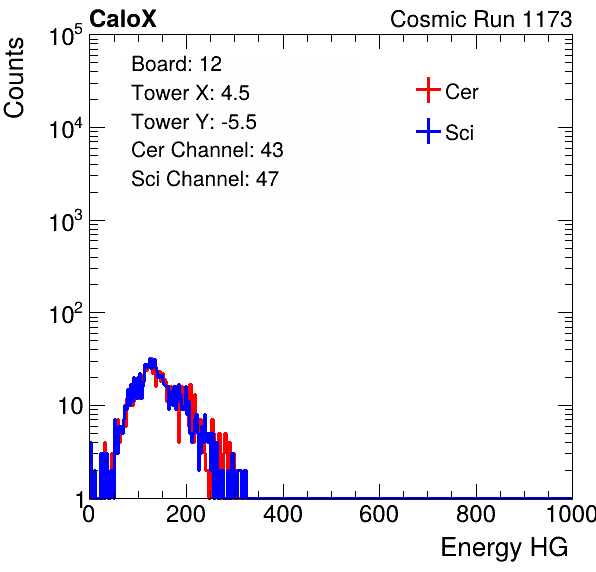 CaloX Cosmic Run 1173
Counts
10^5
10^4
10^3
10^2
10
1
Board: 12
Tower X: 4.5
Tower Y: -5.5
Cer Channel: 43
Sci Channel: 47
Cer
Sci
0 200 400 600 800 1000
Energy HG